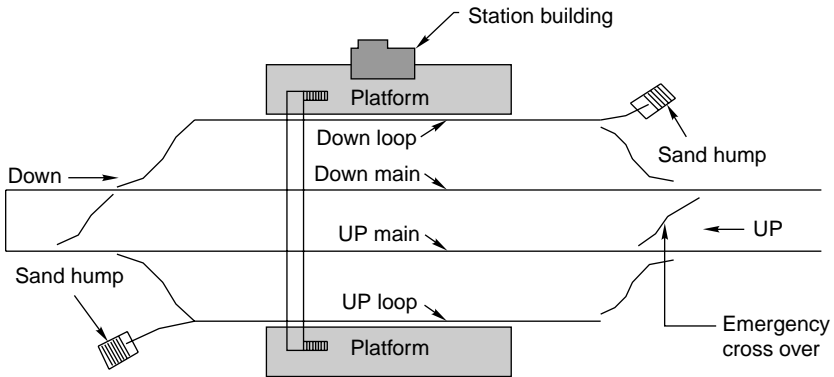 Station building
Platform
Down loop
Sand hump
Down
Down main
UP main
UP
Sand hump
UP loop
Emergency
cross over
Platform